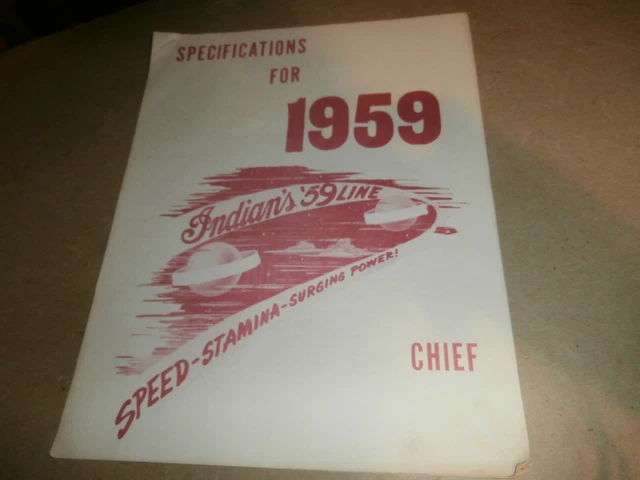 SPECIFICATIONS
FOR
1959
Indian's '59 LINE
SPEED-STAMINA-SURGING POWER!
CHIEF